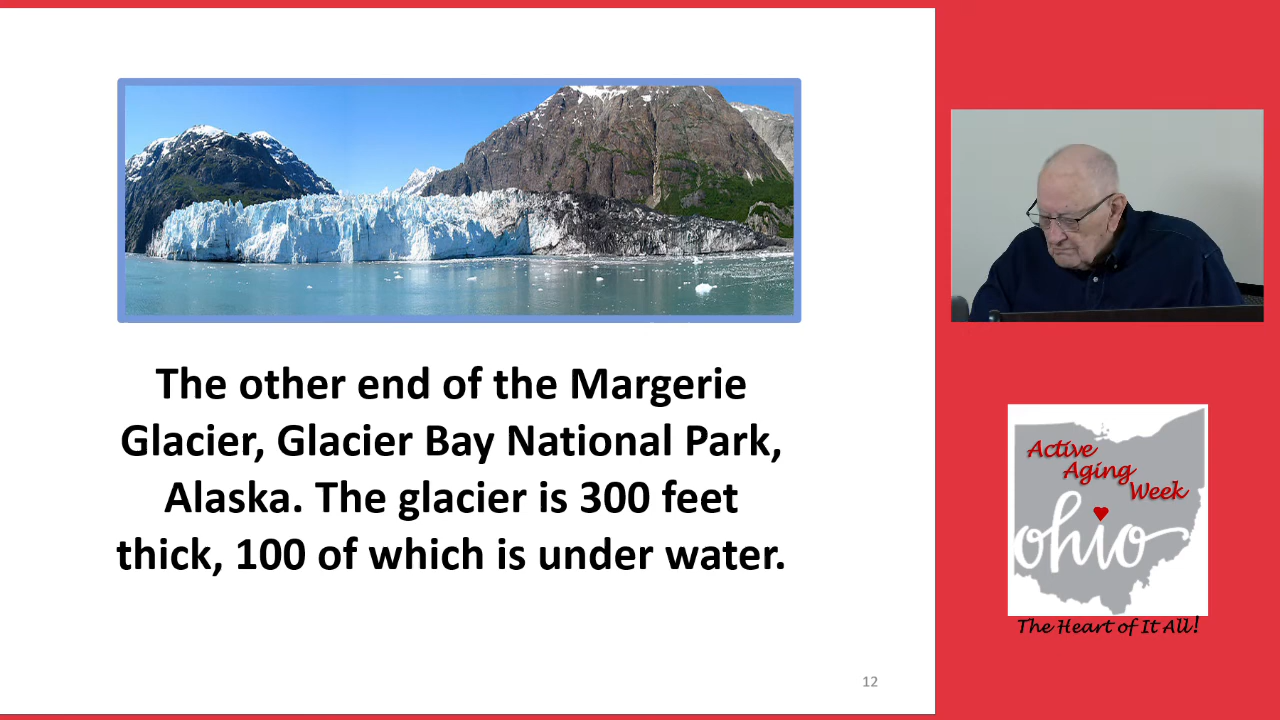 The other end of the Margerie
Glacier, Glacier Bay National Park,
Alaska. The glacier is 300 feet
thick, 100 of which is under water.
12
Active
Aging
Week
ohio
The Heart of It All!